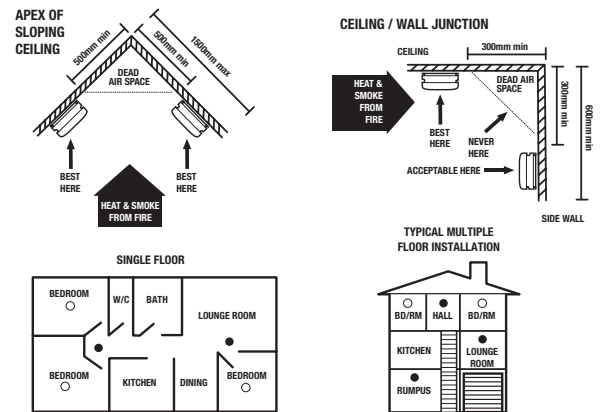 APEX OF
SLOPING
CEILING
500mm min
500mm min
1500mm max
DEAD
AIR SPACE
BEST
HERE
BEST
HERE
HEAT & SMOKE
FROM FIRE
CEILING / WALL JUNCTION
CEILING
300mm min
HEAT &
SMOKE
FROM
FIRE
DEAD AIR
SPACE
300mm min
600mm min
BEST
HERE
NEVER
HERE
ACCEPTABLE HERE
SIDE WALL
SINGLE FLOOR
BEDROOM
W/C
BATH
LOUNGE ROOM
BEDROOM
KITCHEN
DINING
BEDROOM
TYPICAL MULTIPLE
FLOOR INSTALLATION
BD/RM
HALL
BD/RM
KITCHEN
LOUNGE
ROOM
RUMPUS